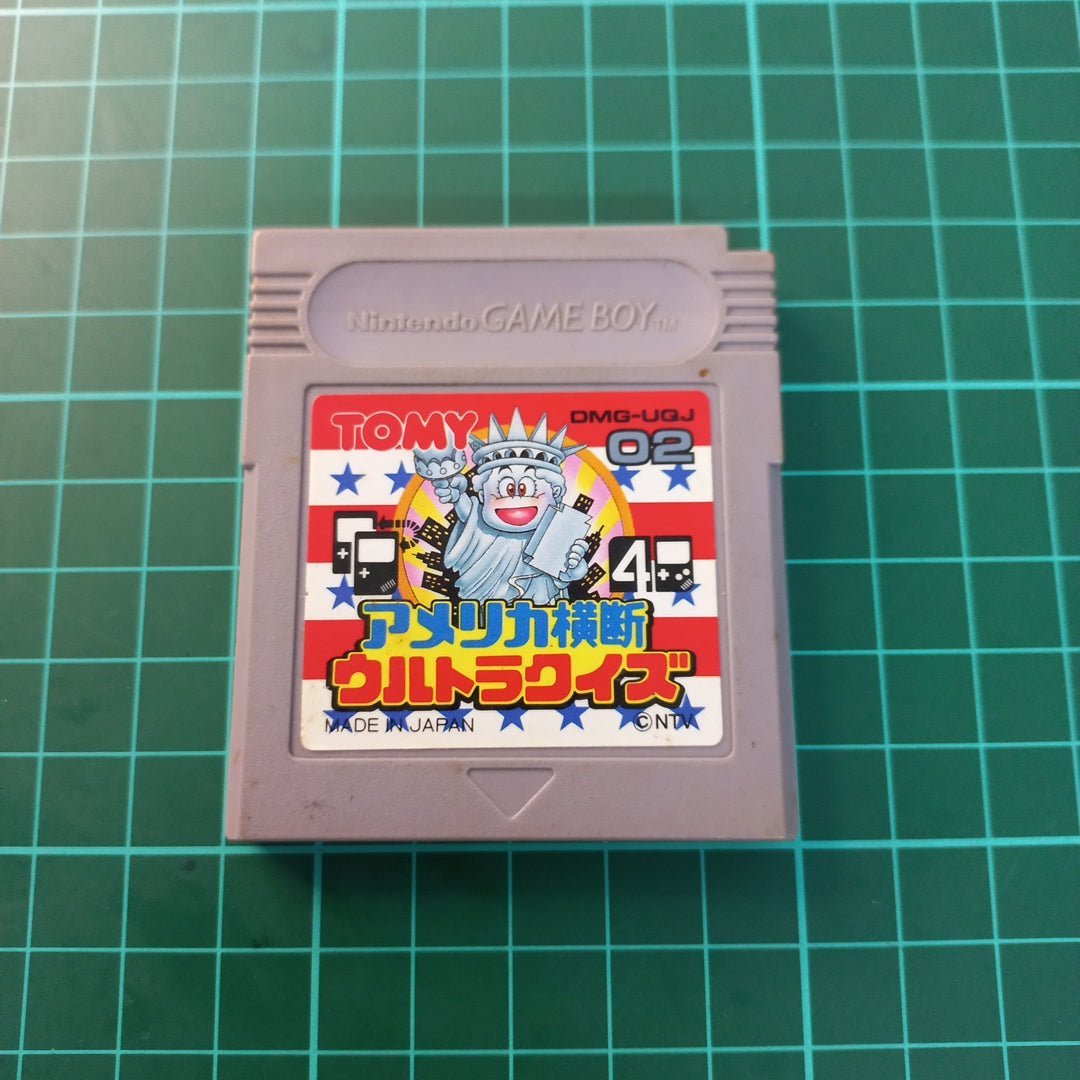 Nintendo GAME BOY™
TOMY DMG-UQJ
02
4
アメリカ横断
ウルトラクイズ
MADE IN JAPAN ©NTV